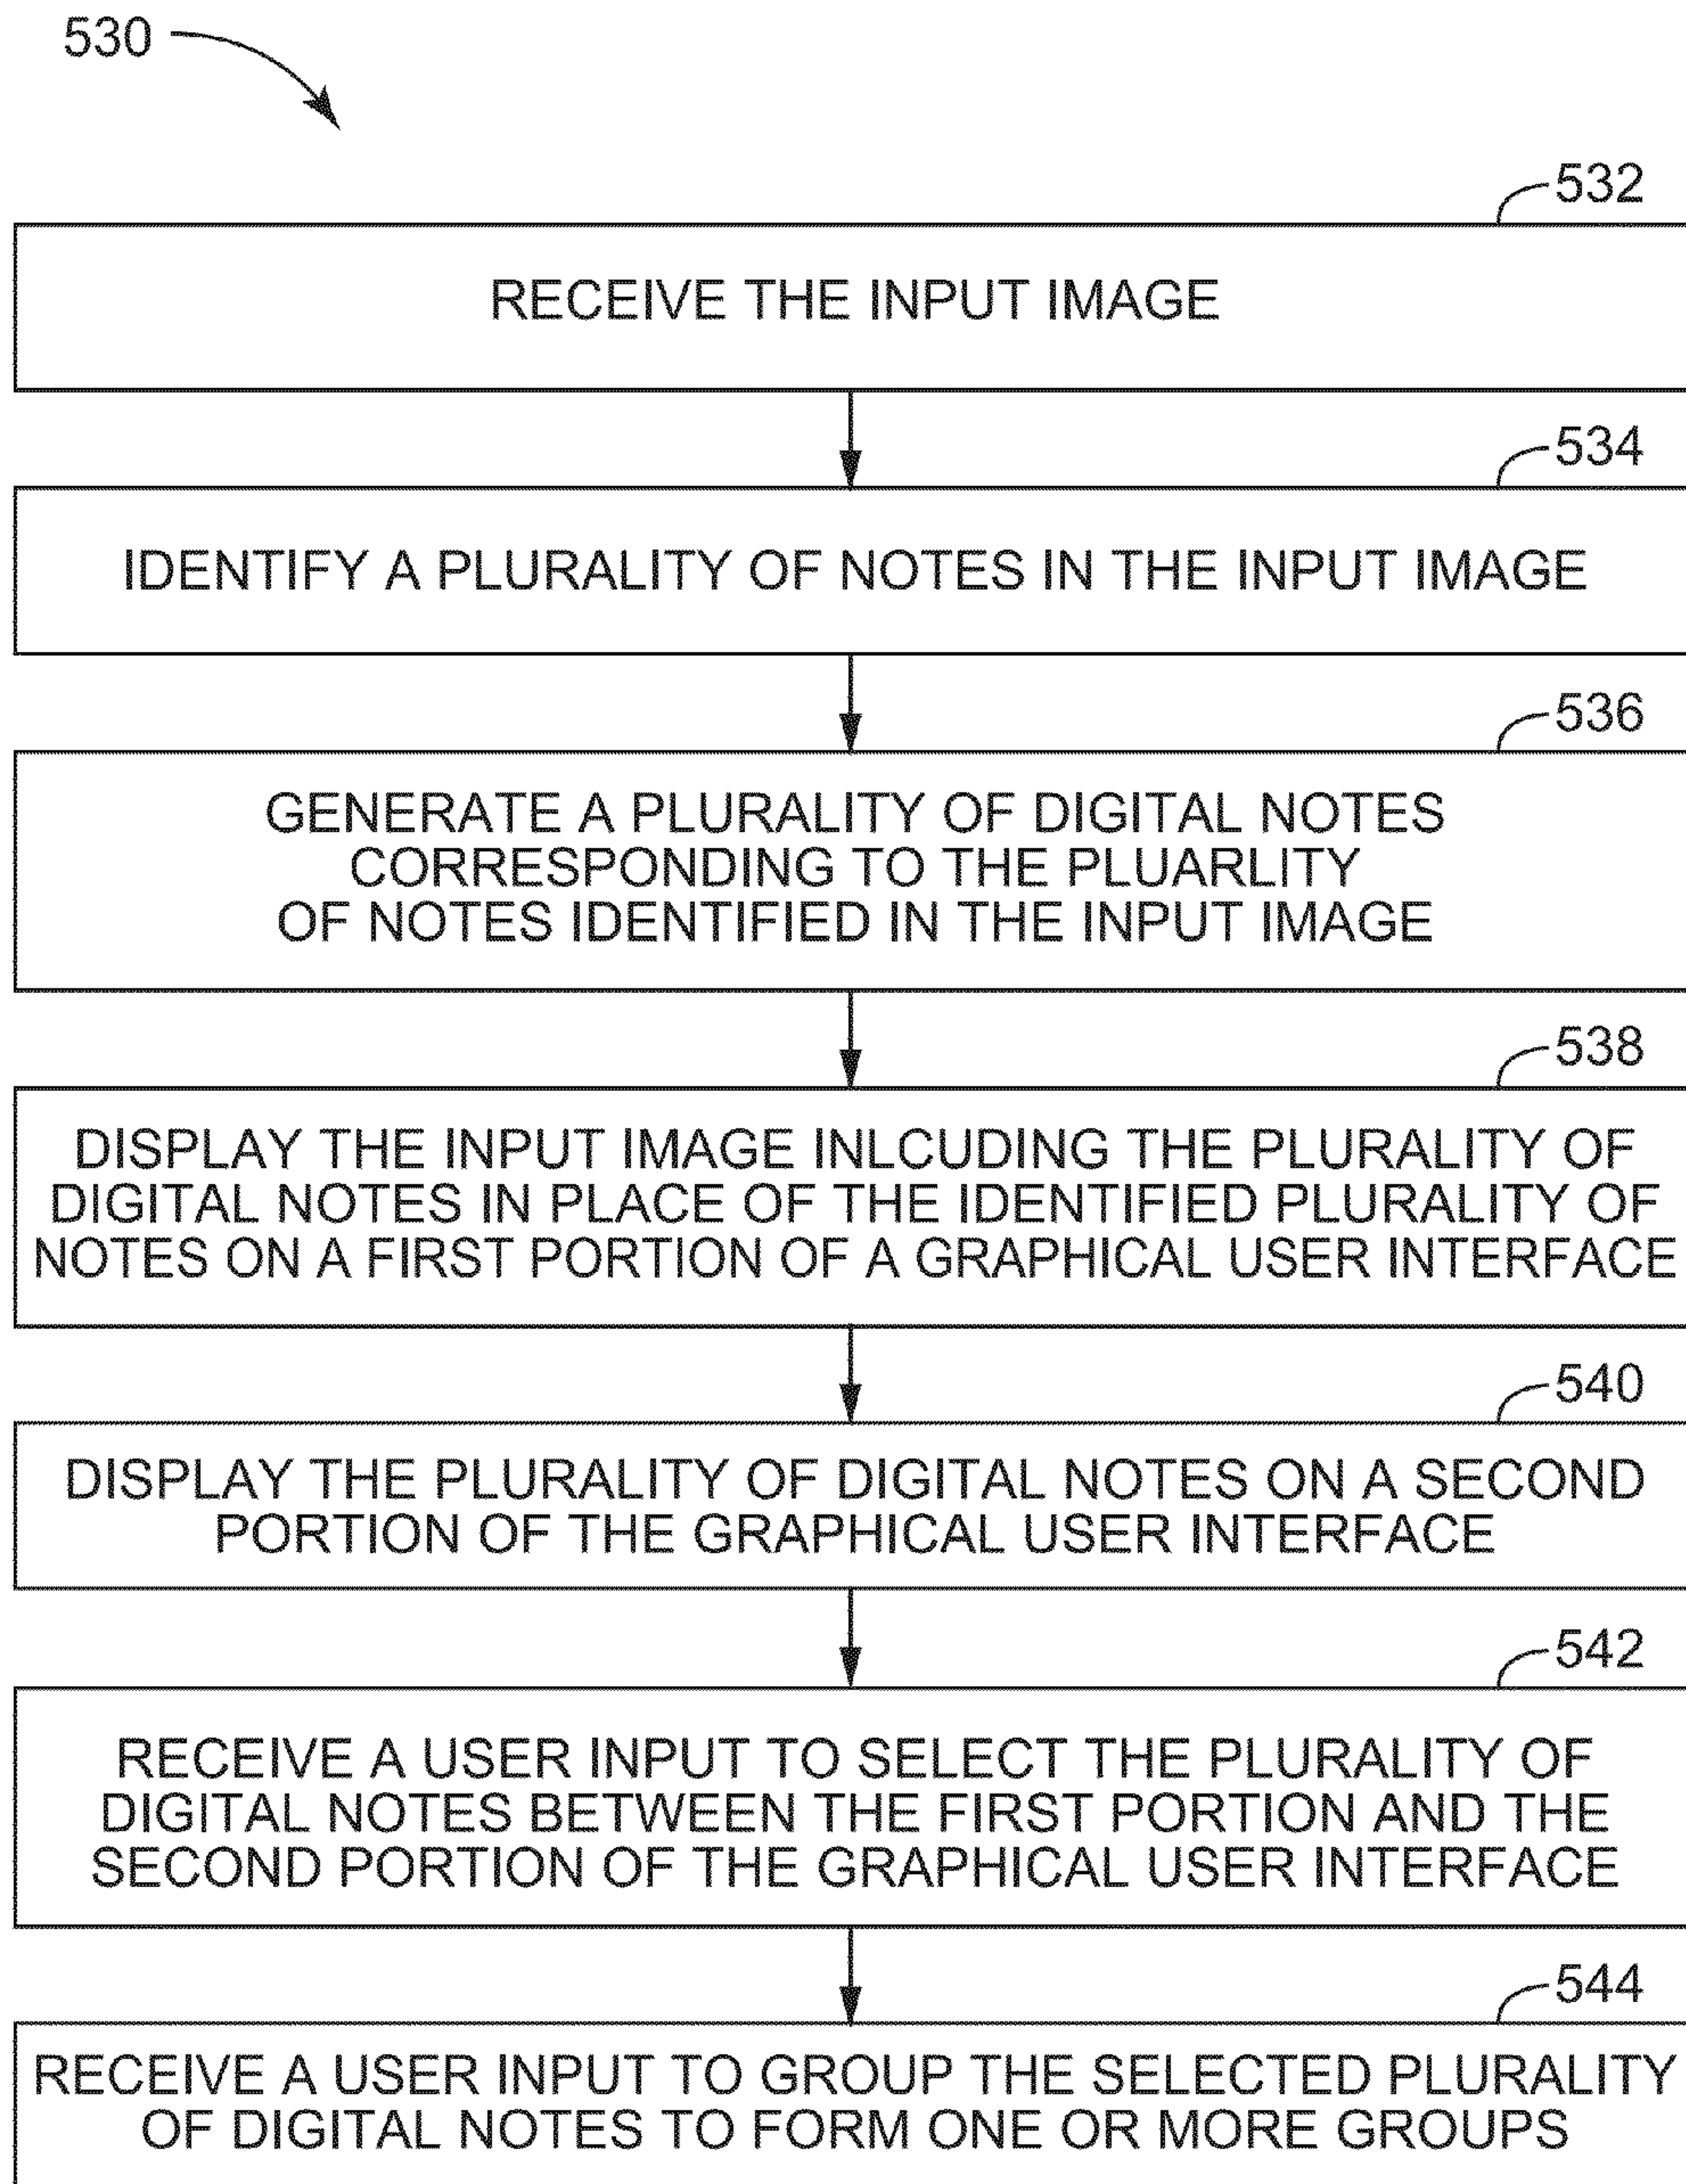 530
532
RECEIVE THE INPUT IMAGE
534
IDENTIFY A PLURALITY OF NOTES IN THE INPUT IMAGE
536
GENERATE A PLURALITY OF DIGITAL NOTES
CORRESPONDING TO THE PLUARLITY
OF NOTES IDENTIFIED IN THE INPUT IMAGE
538
DISPLAY THE INPUT IMAGE INLCUDING THE PLURALITY OF
DIGITAL NOTES IN PLACE OF THE IDENTIFIED PLURALITY OF
NOTES ON A FIRST PORTION OF A GRAPHICAL USER INTERFACE
540
DISPLAY THE PLURALITY OF DIGITAL NOTES ON A SECOND
PORTION OF THE GRAPHICAL USER INTERFACE
542
RECEIVE A USER INPUT TO SELECT THE PLURALITY OF
DIGITAL NOTES BETWEEN THE FIRST PORTION AND THE
SECOND PORTION OF THE GRAPHICAL USER INTERFACE
544
RECEIVE A USER INPUT TO GROUP THE SELECTED PLURALITY
OF DIGITAL NOTES TO FORM ONE OR MORE GROUPS